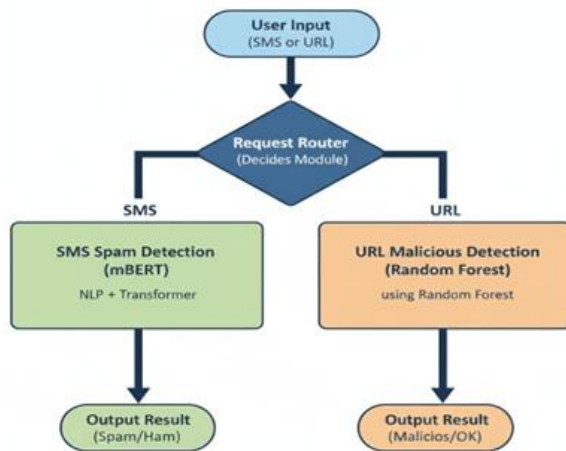 User Input
(SMS or URL)
Request Router
(Decides Module)
SMS
URL
SMS Spam Detection
(mBERT)
NLP + Transformer
URL Malicious Detection
(Random Forest)
using Random Forest
Output Result
(Spam/Ham)
Output Result
(Malicios/OK)